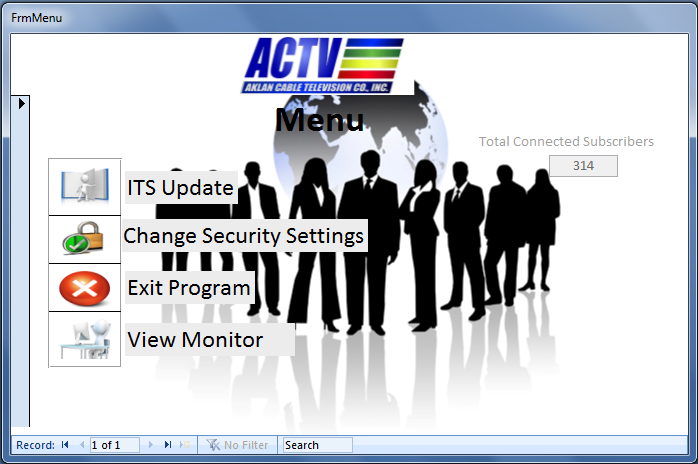 FrmMenu
ACTV
AKLAN CABLE TELEVISION CO., INC.
Menu
Total Connected Subscribers
314
ITS Update
Change Security Settings
Exit Program
View Monitor
Record: 1 of 1 No Filter Search